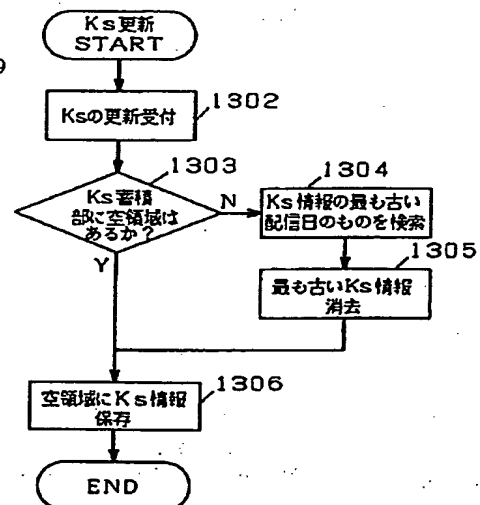 Ks更新
START
9
Ksの更新受付
1302
1303
Ks蓄積
部に空領域は
あるか?
N
Y
1304
Ks情報の最も古い
配信日のものを検索
1305
最も古いKs情報
消去
1306
空領域にKs情報
保存
END